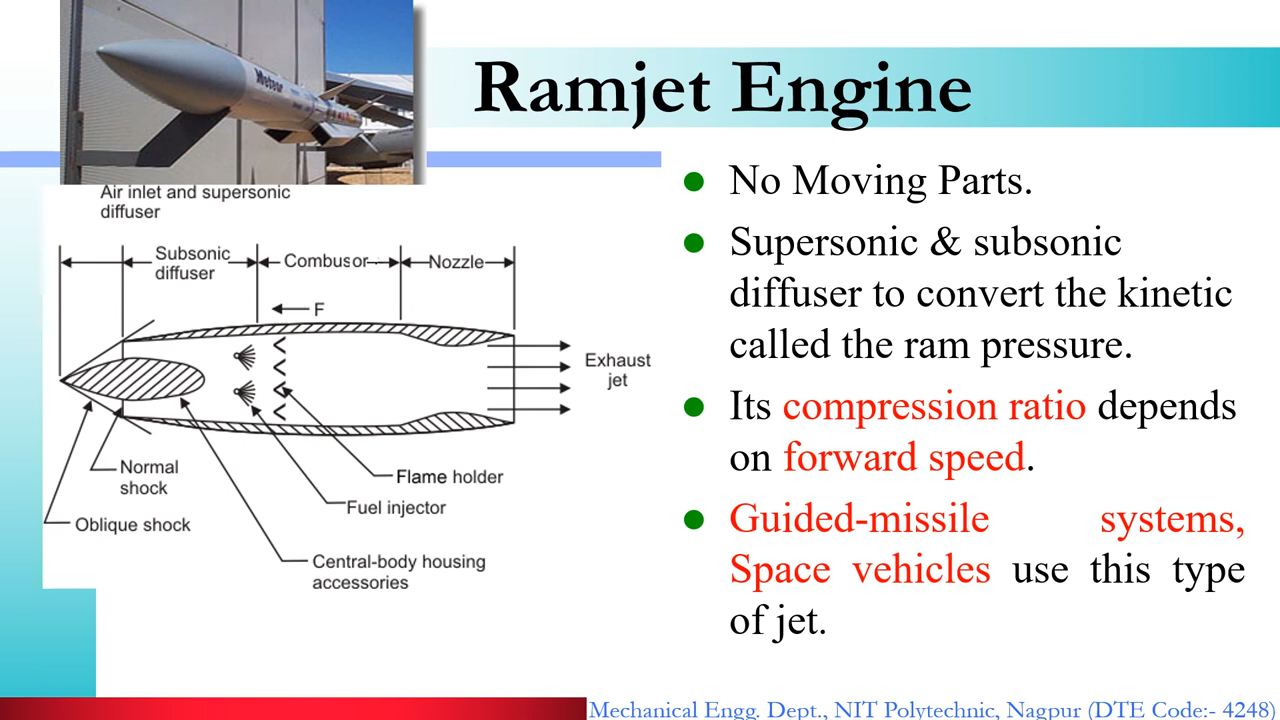 Meteor
Ramjet Engine
Air inlet and supersonic
diffuser
Subsonic
diffuser
Combusor
Nozzle
F
Exhaust
jet
Normal
shock
Oblique shock
Flame holder
Fuel injector
Central-body housing
accessories
No Moving Parts.
Supersonic & subsonic
diffuser to convert the kinetic
called the ram pressure.
Its compression ratio depends
on forward speed.
Guided-missile systems,
Space vehicles use this type
of jet.
Mechanical Engg. Dept., NIT Polytechnic, Nagpur (DTE Code:- 4248)